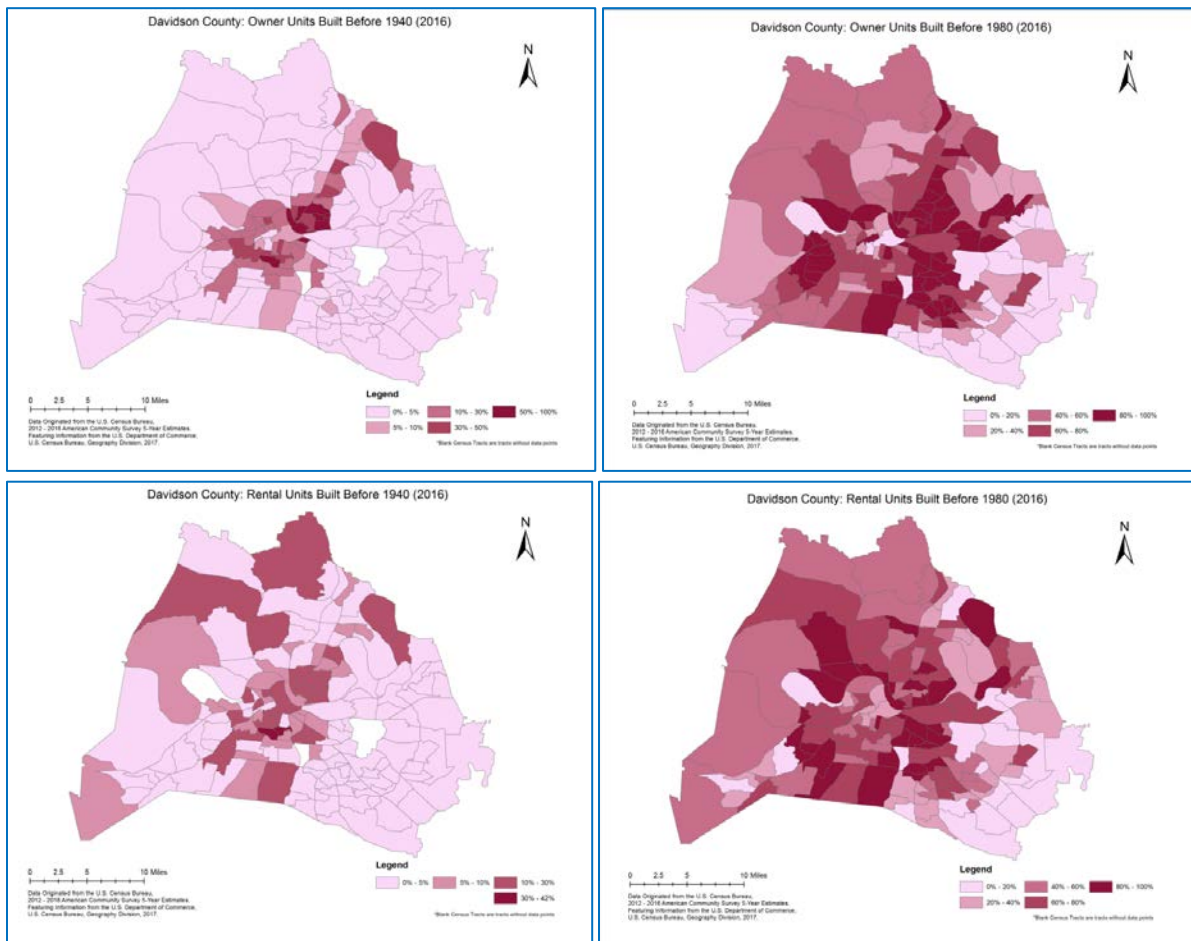 Davidson County: Owner Units Built Before 1940 (2016)
N
0 2.5 5 10 Miles
Data Originated from the U.S. Census Bureau,
2012 - 2016 American Community Survey 5-Year Estimates.
Featuring Information from the U.S. Department of Commerce,
U.S. Census Bureau, Geography Division, 2017.
Legend
0% - 5% 10% - 30% 50% - 100%
5% - 10% 30% - 50%
*Blank Census Tracts are tracts without data points
Davidson County: Owner Units Built Before 1980 (2016)
N
0 2.5 5 10 Miles
Data Originated from the U.S. Census Bureau,
2012 - 2016 American Community Survey 5-Year Estimates.
Featuring Information from the U.S. Department of Commerce,
U.S. Census Bureau, Geography Division, 2017.
Legend
0% - 20% 40% - 60% 80% - 100%
20% - 40% 60% - 80%
*Blank Census Tracts are tracts without data points
Davidson County: Rental Units Built Before 1940 (2016)
N
0 2.5 5 10 Miles
Data Originated from the U.S. Census Bureau,
2012 - 2016 American Community Survey 5-Year Estimates.
Featuring Information from the U.S. Department of Commerce,
U.S. Census Bureau, Geography Division, 2017.
Legend
0% - 5% 5% - 10% 10% - 30%
30% - 42%
*Blank Census Tracts are tracts without data points
Davidson County: Rental Units Built Before 1980 (2016)
N
0 2.5 5 10 Miles
Data Originated from the U.S. Census Bureau,
2012 - 2016 American Community Survey 5-Year Estimates.
Featuring Information from the U.S. Department of Commerce,
U.S. Census Bureau, Geography Division, 2017.
Legend
0% - 20% 40% - 60% 80% - 100%
20% - 40% 60% - 80%
*Blank Census Tracts are tracts without data points